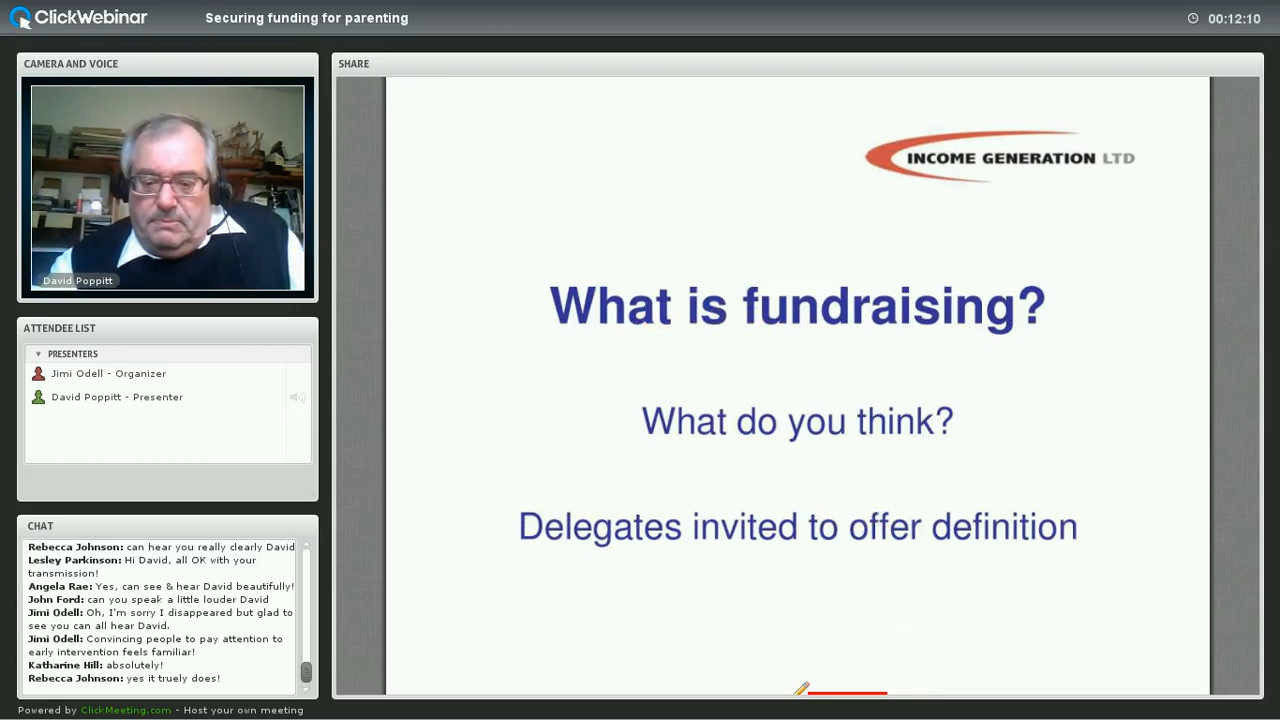 ClickWebinar
Securing funding for parenting
00:12:10
CAMERA AND VOICE
David Poppitt
ATTENDEE LIST
PRESENTERS
Jimi Odell - Organizer
David Poppitt - Presenter
CHAT
Rebecca Johnson: can hear you really clearly David
Lesley Parkinson: Hi David, all OK with your
transmission!
Angela Rae: Yes, can see & hear David beautifully!
John Ford: can you speak a little louder David
Jimi Odell: Oh, I'm sorry I disappeared but glad to
see you can all hear David.
Jimi Odell: Convincing people to pay attention to
early intervention feels familiar!
Katharine Hill: absolutely!
Rebecca Johnson: yes it truely does!
SHARE
INCOME GENERATION LTD
What is fundraising?
What do you think?
Delegates invited to offer definition
Powered by ClickMeeting.com - Host your own meeting